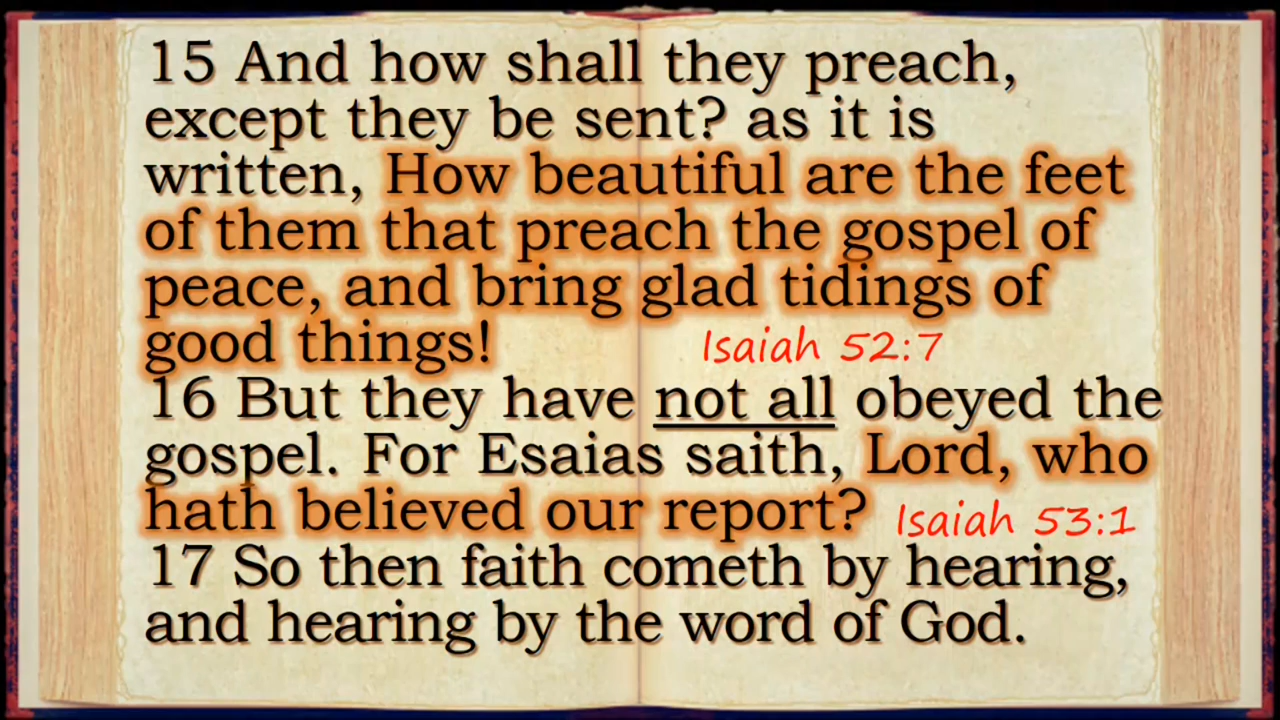 15 And how shall they preach,
except they be sent? as it is
written, How beautiful are the feet
of them that preach the gospel of
peace, and bring glad tidings of
good things! Isaiah 52:7
16 But they have not all obeyed the
gospel. For Esaias saith, Lord, who
hath believed our report? Isaiah 53:1
17 So then faith cometh by hearing,
and hearing by the word of God.